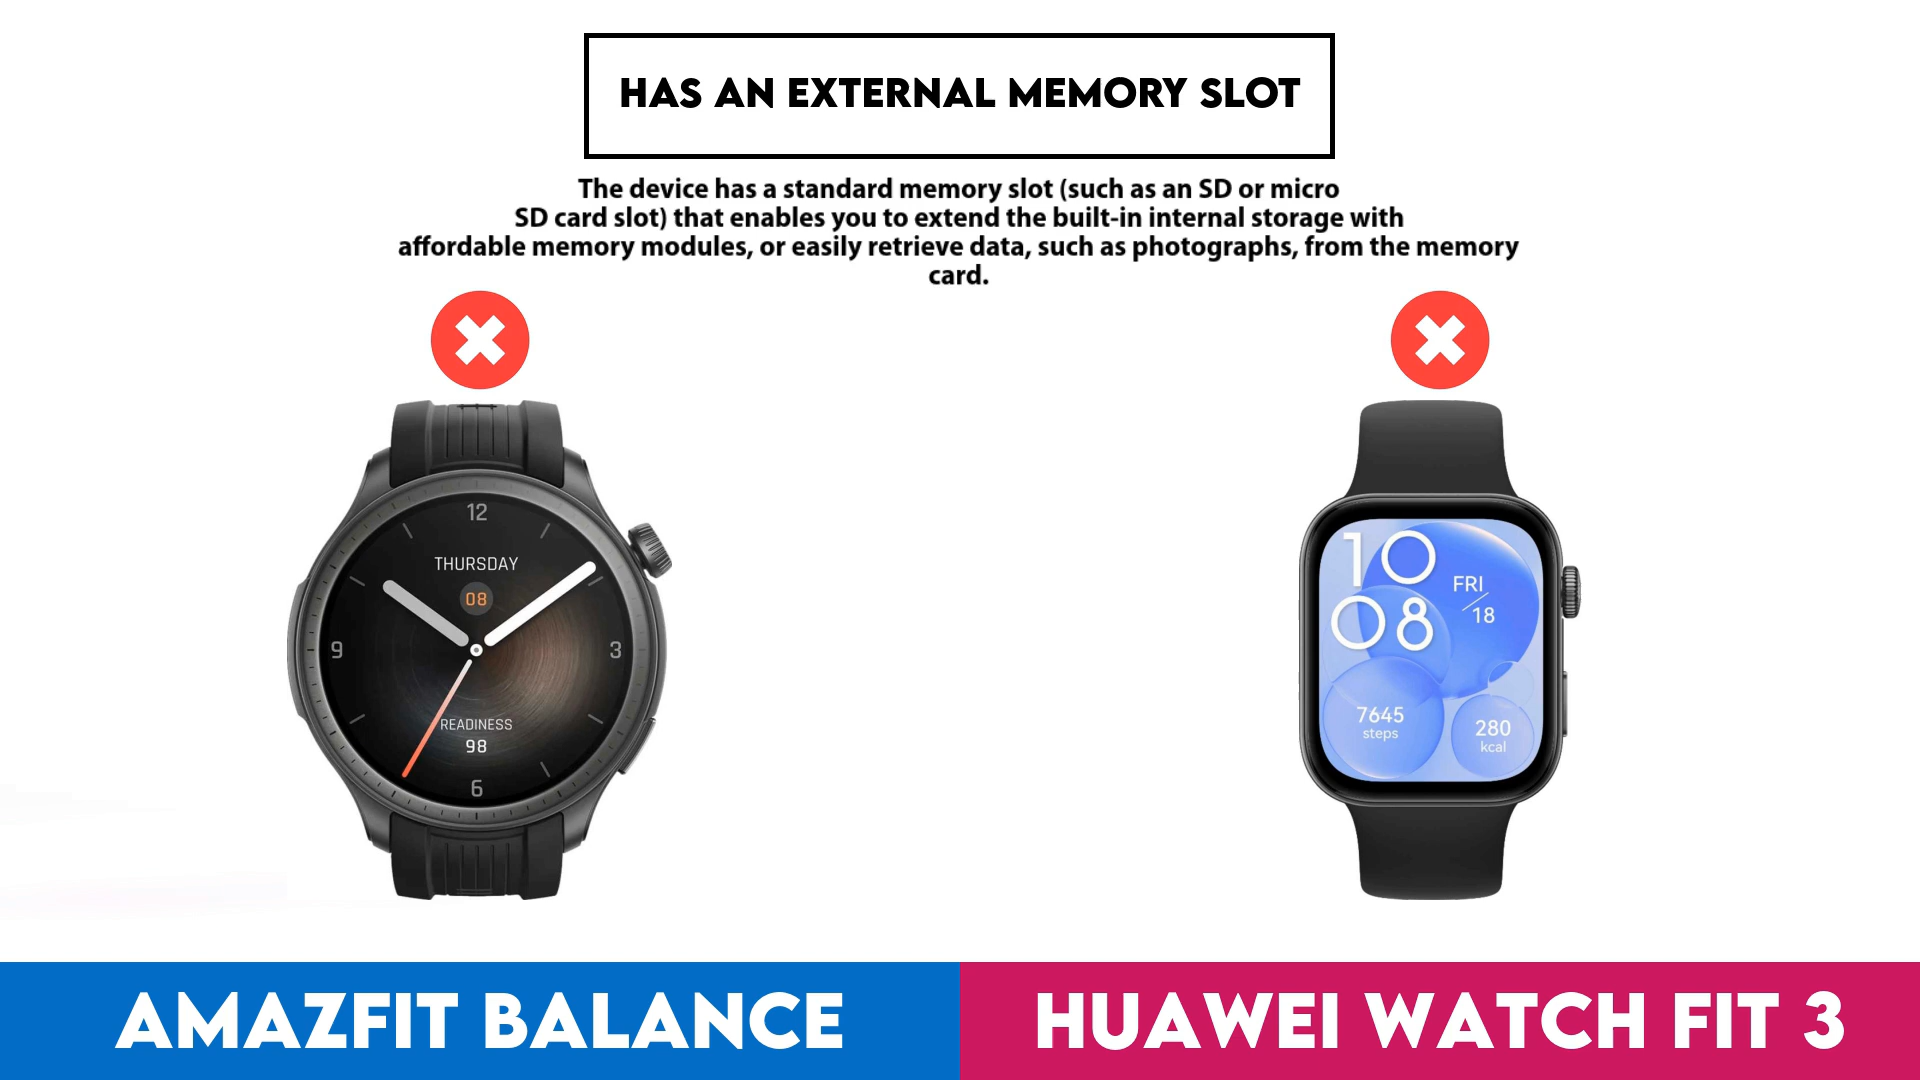 HAS AN EXTERNAL MEMORY SLOT
The device has a standard memory slot (such as an SD or micro
SD card slot) that enables you to extend the built-in internal storage with
affordable memory modules, or easily retrieve data, such as photographs, from the memory
card.
12
THURSDAY
08
9
3
READINESS
98
6
10
08
FRI
18
7645
steps
280
kcal
AMAZFIT BALANCE
HUAWEI WATCH FIT 3